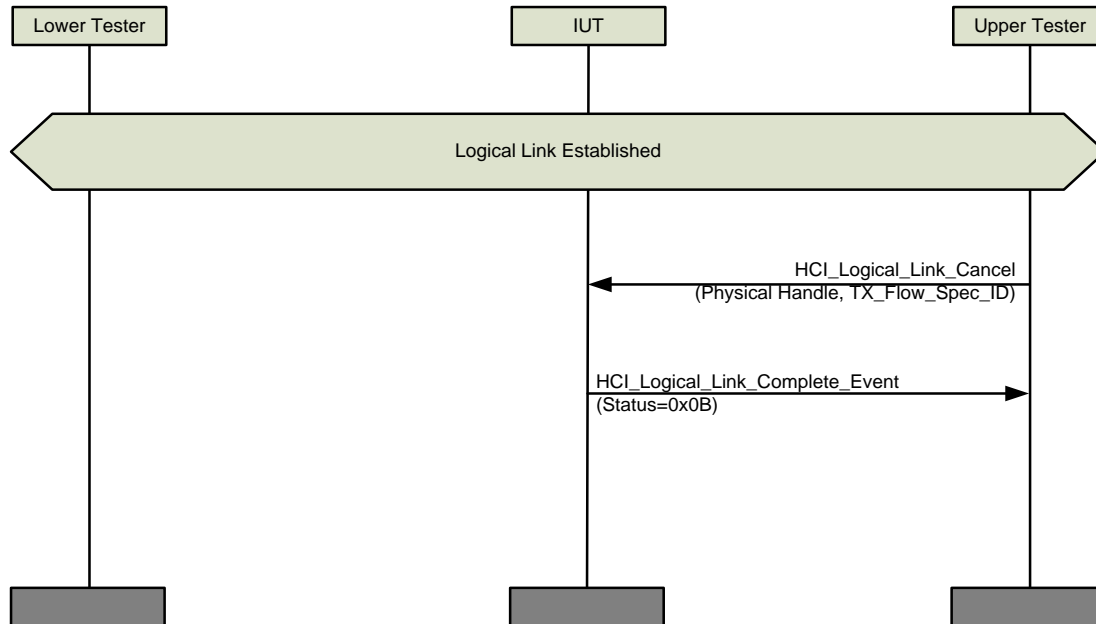 Lower Tester
IUT
Upper Tester
Logical Link Established
HCI_Logical_Link_Cancel
(Physical Handle, TX_Flow_Spec_ID)
HCI_Logical_Link_Complete_Event
(Status=0x0B)